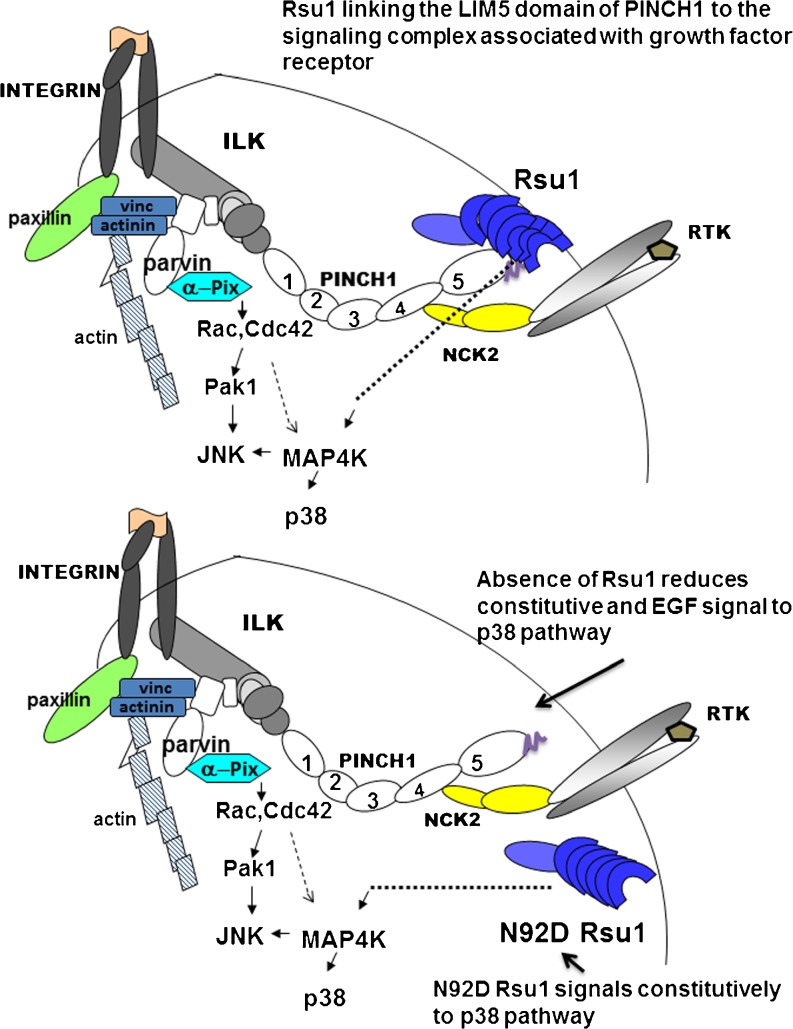 Rsu1 linking the LIM5 domain of PINCH1 to the
signaling complex associated with growth factor
receptor
INTEGRIN
ILK
Rsu1
paxillin
vinc
actinin
RTK
parvin
α–Pix
1
PINCH1
2
3
4
5
actin
Rac,Cdc42
NCK2
Pak1
JNK
MAP4K
p38
INTEGRIN
Absence of Rsu1 reduces
constitutive and EGF signal to
p38 pathway
ILK
paxillin
vinc
actinin
RTK
parvin
α–Pix
1
PINCH1
2
3
4
5
actin
Rac,Cdc42
NCK2
Pak1
JNK
MAP4K
N92D Rsu1
p38
N92D Rsu1 signals constitutively
to p38 pathway